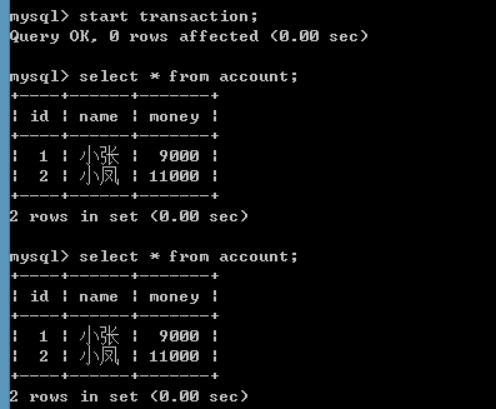 mysql> start transaction;
Query OK, 0 rows affected (0.00 sec)
mysql> select * from account;
+----+------+-------+
| id | name | money |
+----+------+-------+
| 1 | 小张 | 9000 |
| 2 | 小凤 | 11000 |
+----+------+-------+
2 rows in set (0.00 sec)
mysql> select * from account;
+----+------+-------+
| id | name | money |
+----+------+-------+
| 1 | 小张 | 9000 |
| 2 | 小凤 | 11000 |
+----+------+-------+
2 rows in set (0.00 sec)